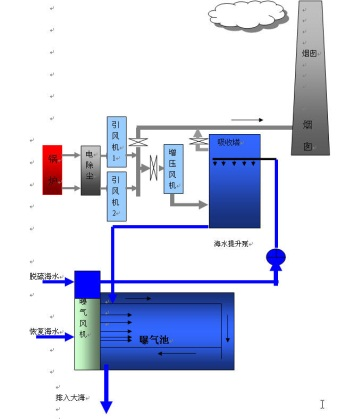 烟囱
烟
囱
引
风
机
1
电
除
尘
增
压
风
机
吸收塔
锅
炉
引
风
机
2
海水提升泵
脱硫海水
曝
气
风
机
恢复海水
曝气池
排入大海